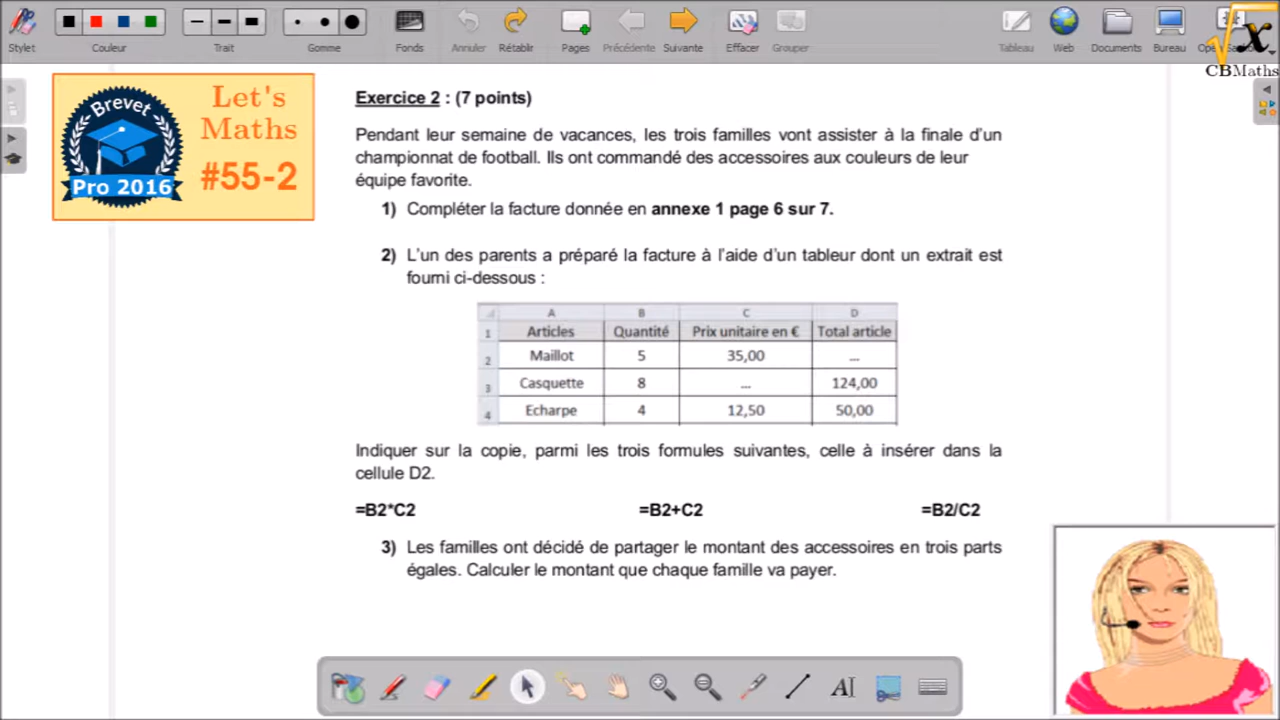 Stylet Couleur Trait Gomme Fonds Annuler Rétablir Pages Précédente Suivante Effacer Grouper Tableau Web Documents Bureau
x
CBMaths
Let's
Maths
#55-2
Brevet
Pro 2016
Exercice 2 : (7 points)
Pendant leur semaine de vacances, les trois familles vont assister à la finale d'un
championnat de football. Ils ont commandé des accessoires aux couleurs de leur
équipe favorite.
1) Compléter la facture donnée en annexe 1 page 6 sur 7.
2) L'un des parents a préparé la facture à l'aide d'un tableur dont un extrait est
fourni ci-dessous :
A B C D
1 Articles Quantité Prix unitaire en € Total article
2 Maillot 5 35,00 ...
3 Casquette 8 ... 124,00
4 Echarpe 4 12,50 50,00
Indiquer sur la copie, parmi les trois formules suivantes, celle à insérer dans la
cellule D2.
=B2*C2 =B2+C2 =B2/C2
3) Les familles ont décidé de partager le montant des accessoires en trois parts
égales. Calculer le montant que chaque famille va payer.
AI